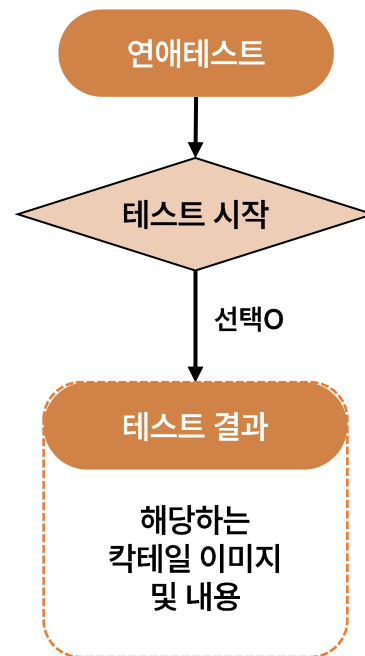 연애테스트
테스트 시작
선택O
테스트 결과
해당하는
칵테일 이미지
및 내용